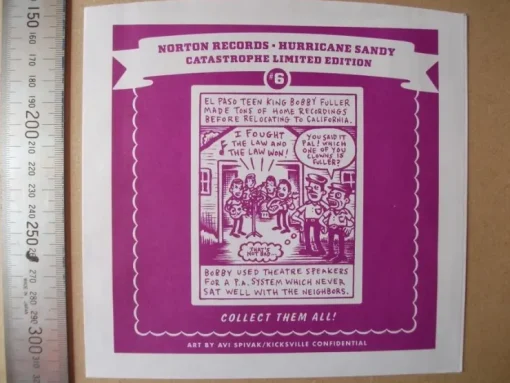 NORTON RECORDS • HURRICANE SANDY
CATASTROPHE LIMITED EDITION
#6
EL PASO TEEN KING BOBBY FULLER
MADE TONS OF HOME RECORDINGS
BEFORE RELOCATING TO CALIFORNIA.
I FOUGHT
THE LAW AND
THE LAW WON!
YOU SAID IT
PAL! WHICH
ONE OF YOU
CLOWNS IS
FULLER?
THAT'S
NOT BAD...
BOBBY USED THEATRE SPEAKERS
FOR A P.A. SYSTEM WHICH NEVER
SAT WELL WITH THE NEIGHBORS.
COLLECT THEM ALL!
ART BY AVI SPIVAK/KICKSVILLE CONFIDENTIAL
150
160
170
180
190
200
210
220
230
240
250
270
280
290
300